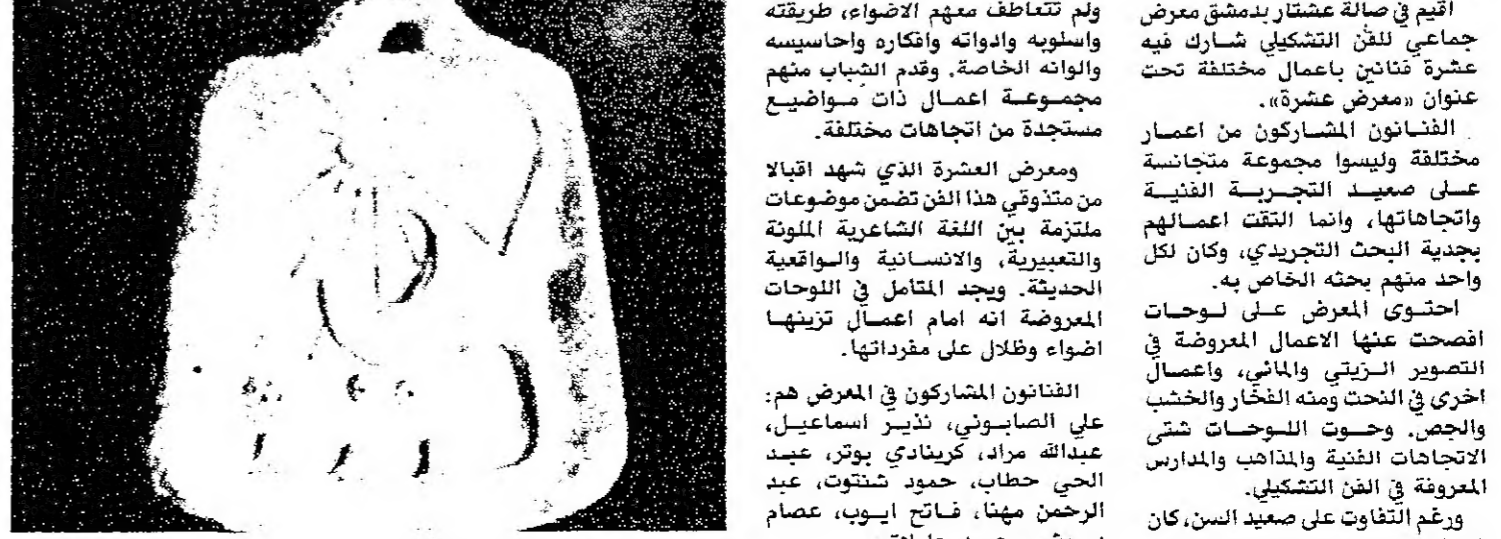 اقيم في صالة عشتار بدمشق معرض
جماعي للفن التشكيلي شارك فيه
عشرة فنانين باعمال مختلفة تحت
عنوان «معرض عشرة».
الفنانون المشاركون من اعمار
مختلفة وليسوا مجموعة متجانسة
على صعيد التجربة الفنية
واتجاهاتها، وانما التقت اعمالهم
بجدية البحث التجريدي، وكان لكل
واحد منهم بحثه الخاص به.
احتوى المعرض على لوحات
افصحت عنها الاعمال المعروضة في
التصوير الزيتي والمائي، واعمال
اخرى في النحت ومنه الفخار والخشب
والجص. وحوت اللوحات شتى
الاتجاهات الفنية والمذاهب والمدارس
المعروفة في الفن التشكيلي.
ورغم التفاوت على صعيد السن، كان
ولم تتعاطف معهم الاضواء، طريقته
واسلوبه وادواته وافكاره واحاسيسه
والوانه الخاصة. وقدم الشباب منهم
مجموعة اعمال ذات مواضيع
مستجدة من اتجاهات مختلفة.
ومعرض العشرة الذي شهد اقبالا
من متذوقي هذا الفن تضمن موضوعات
ملتزمة بين اللغة الشاعرية الملونة
والتعبيرية، والانسانية والواقعية
الحديثة. ويجد المتأمل في اللوحات
المعروضة انه امام اعمال تزينها
اضواء وظلال على مفرداتها.
الفنانون المشاركون في المعرض هم:
علي الصابوني، نذير اسماعيل،
عبدالله مراد، كرينادي بوتر، عبد
الحي حطاب، حمود شنتوت، عبد
الرحمن مهنا، فاتح ايوب، عصام